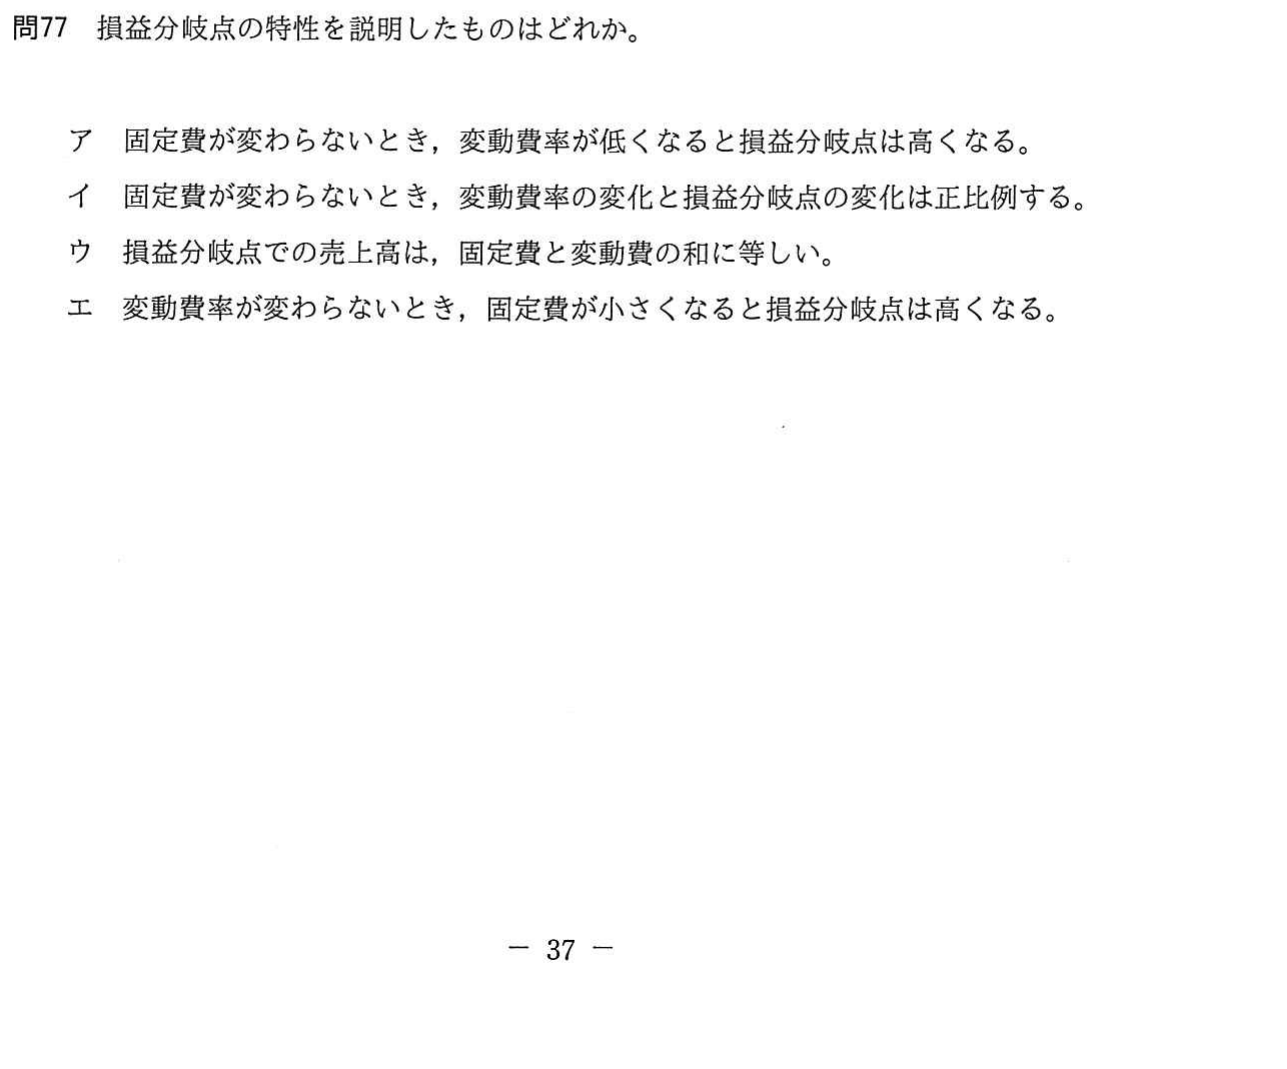 問77 損益分岐点の特性を説明したものはどれか。
ア 固定費が変わらないとき，変動費率が低くなると損益分岐点は高くなる。
イ 固定費が変わらないとき，変動費率の変化と損益分岐点の変化は正比例する。
ウ 損益分岐点での売上高は，固定費と変動費の和に等しい。
エ 変動費率が変わらないとき，固定費が小さくなると損益分岐点は高くなる。
－ 37 －